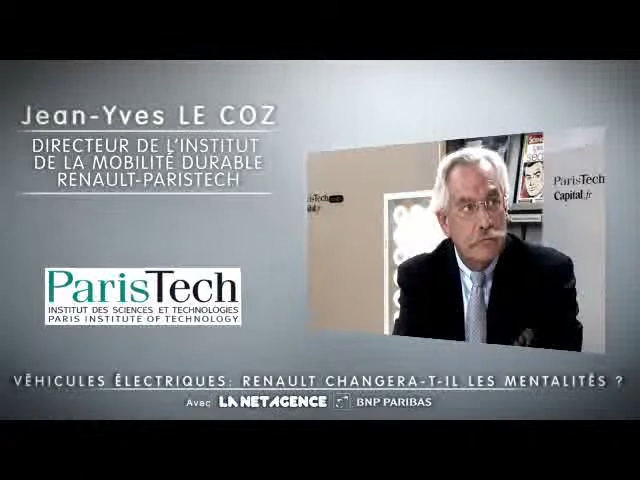 Jean-Yves LE COZ
DIRECTEUR DE L'INSTITUT
DE LA MOBILITÉ DURABLE
RENAULT-PARISTECH
ParisTech
INSTITUT DES SCIENCES ET TECHNOLOGIES
PARIS INSTITUTE OF TECHNOLOGY
ParisTech
Capital.fr
VÉHICULES ÉLECTRIQUES: RENAULT CHANGERA-T-IL LES MENTALITÉS ?
Avec LA NETAGENCE BNP PARIBAS